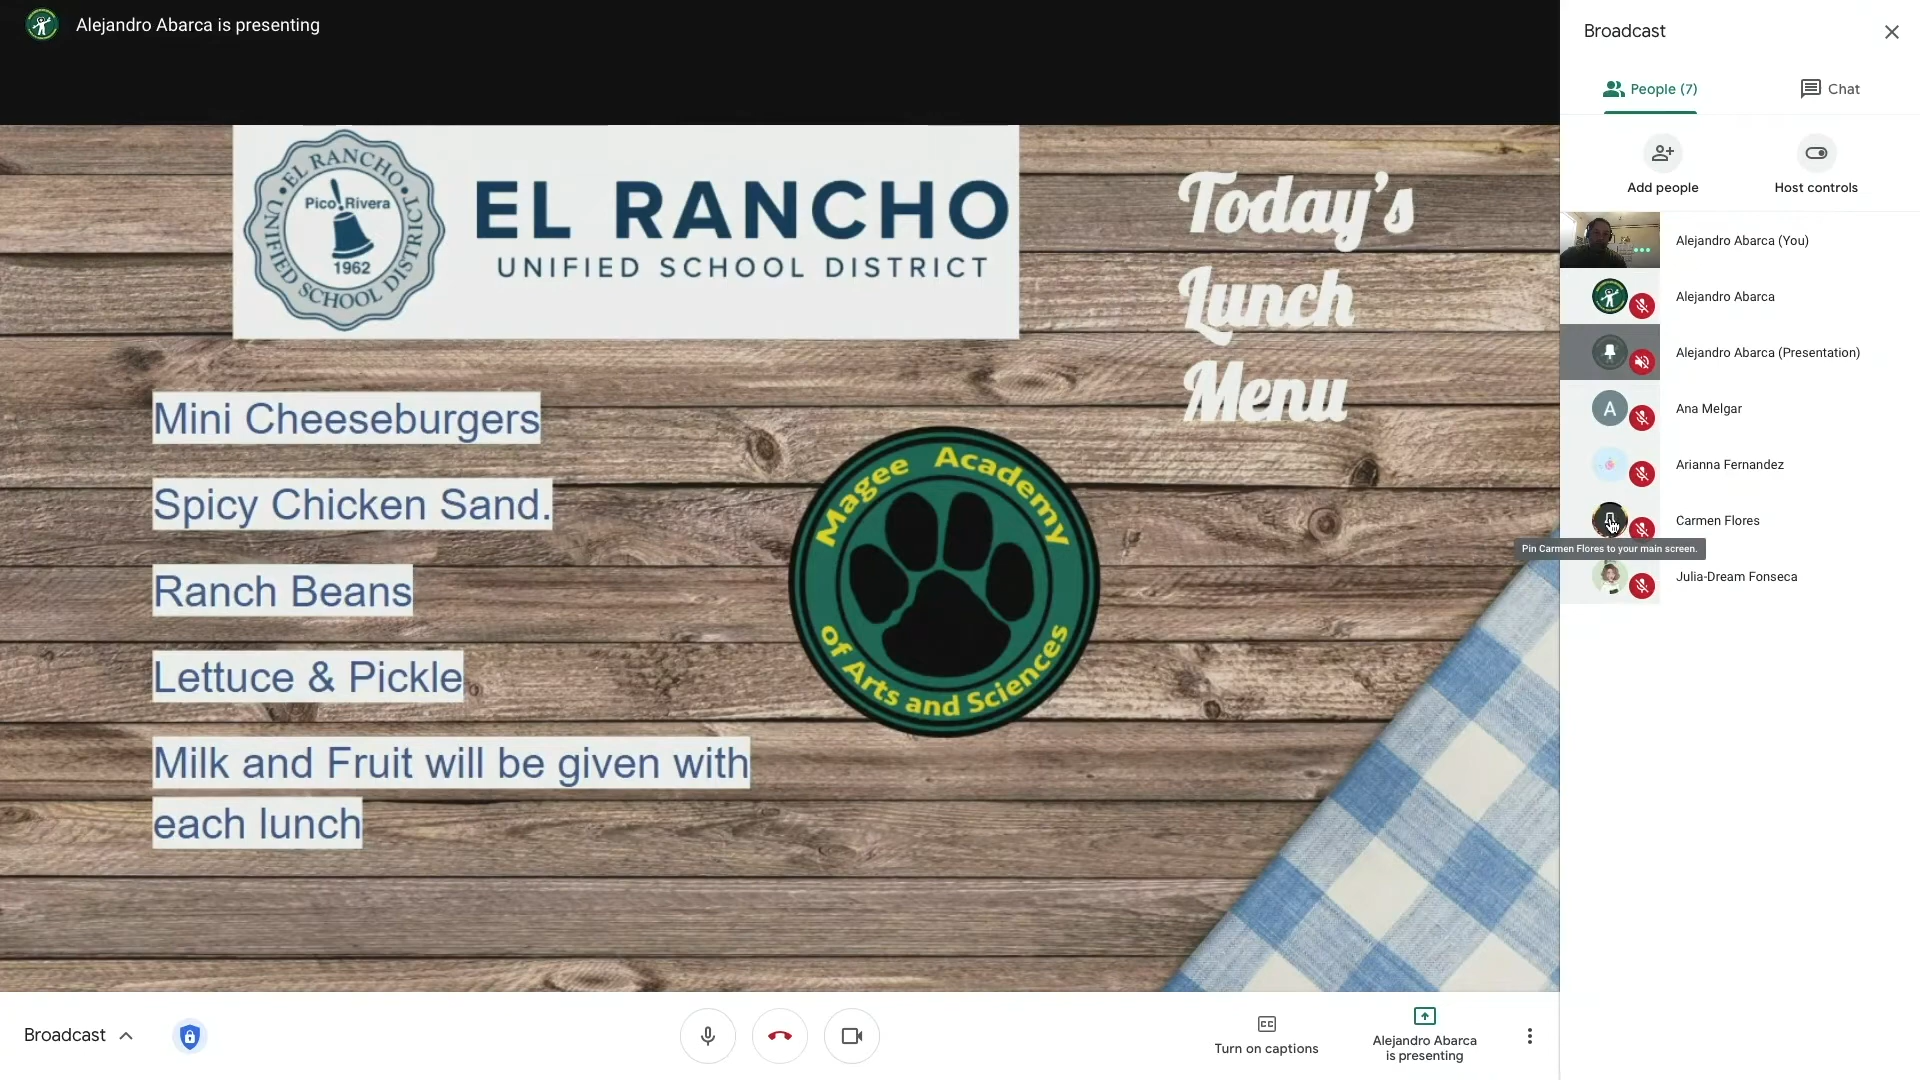 Alejandro Abarca is presenting
EL RANCHO
UNIFIED SCHOOL DISTRICT
Pico Rivera
1962
EL RANCHO
UNIFIED SCHOOL DISTRICT
Today's
Lunch
Menu
Mini Cheeseburgers
Spicy Chicken Sand.
Ranch Beans
Lettuce & Pickle
Milk and Fruit will be given with
each lunch
Magee Academy
of Arts and Sciences
Broadcast
People (7)
Chat
Add people
Host controls
Alejandro Abarca (You)
Alejandro Abarca
Alejandro Abarca (Presentation)
A
Ana Melgar
Arianna Fernandez
Carmen Flores
Pin Carmen Flores to your main screen.
Julia-Dream Fonseca
Broadcast
CC
Turn on captions
Alejandro Abarca
is presenting